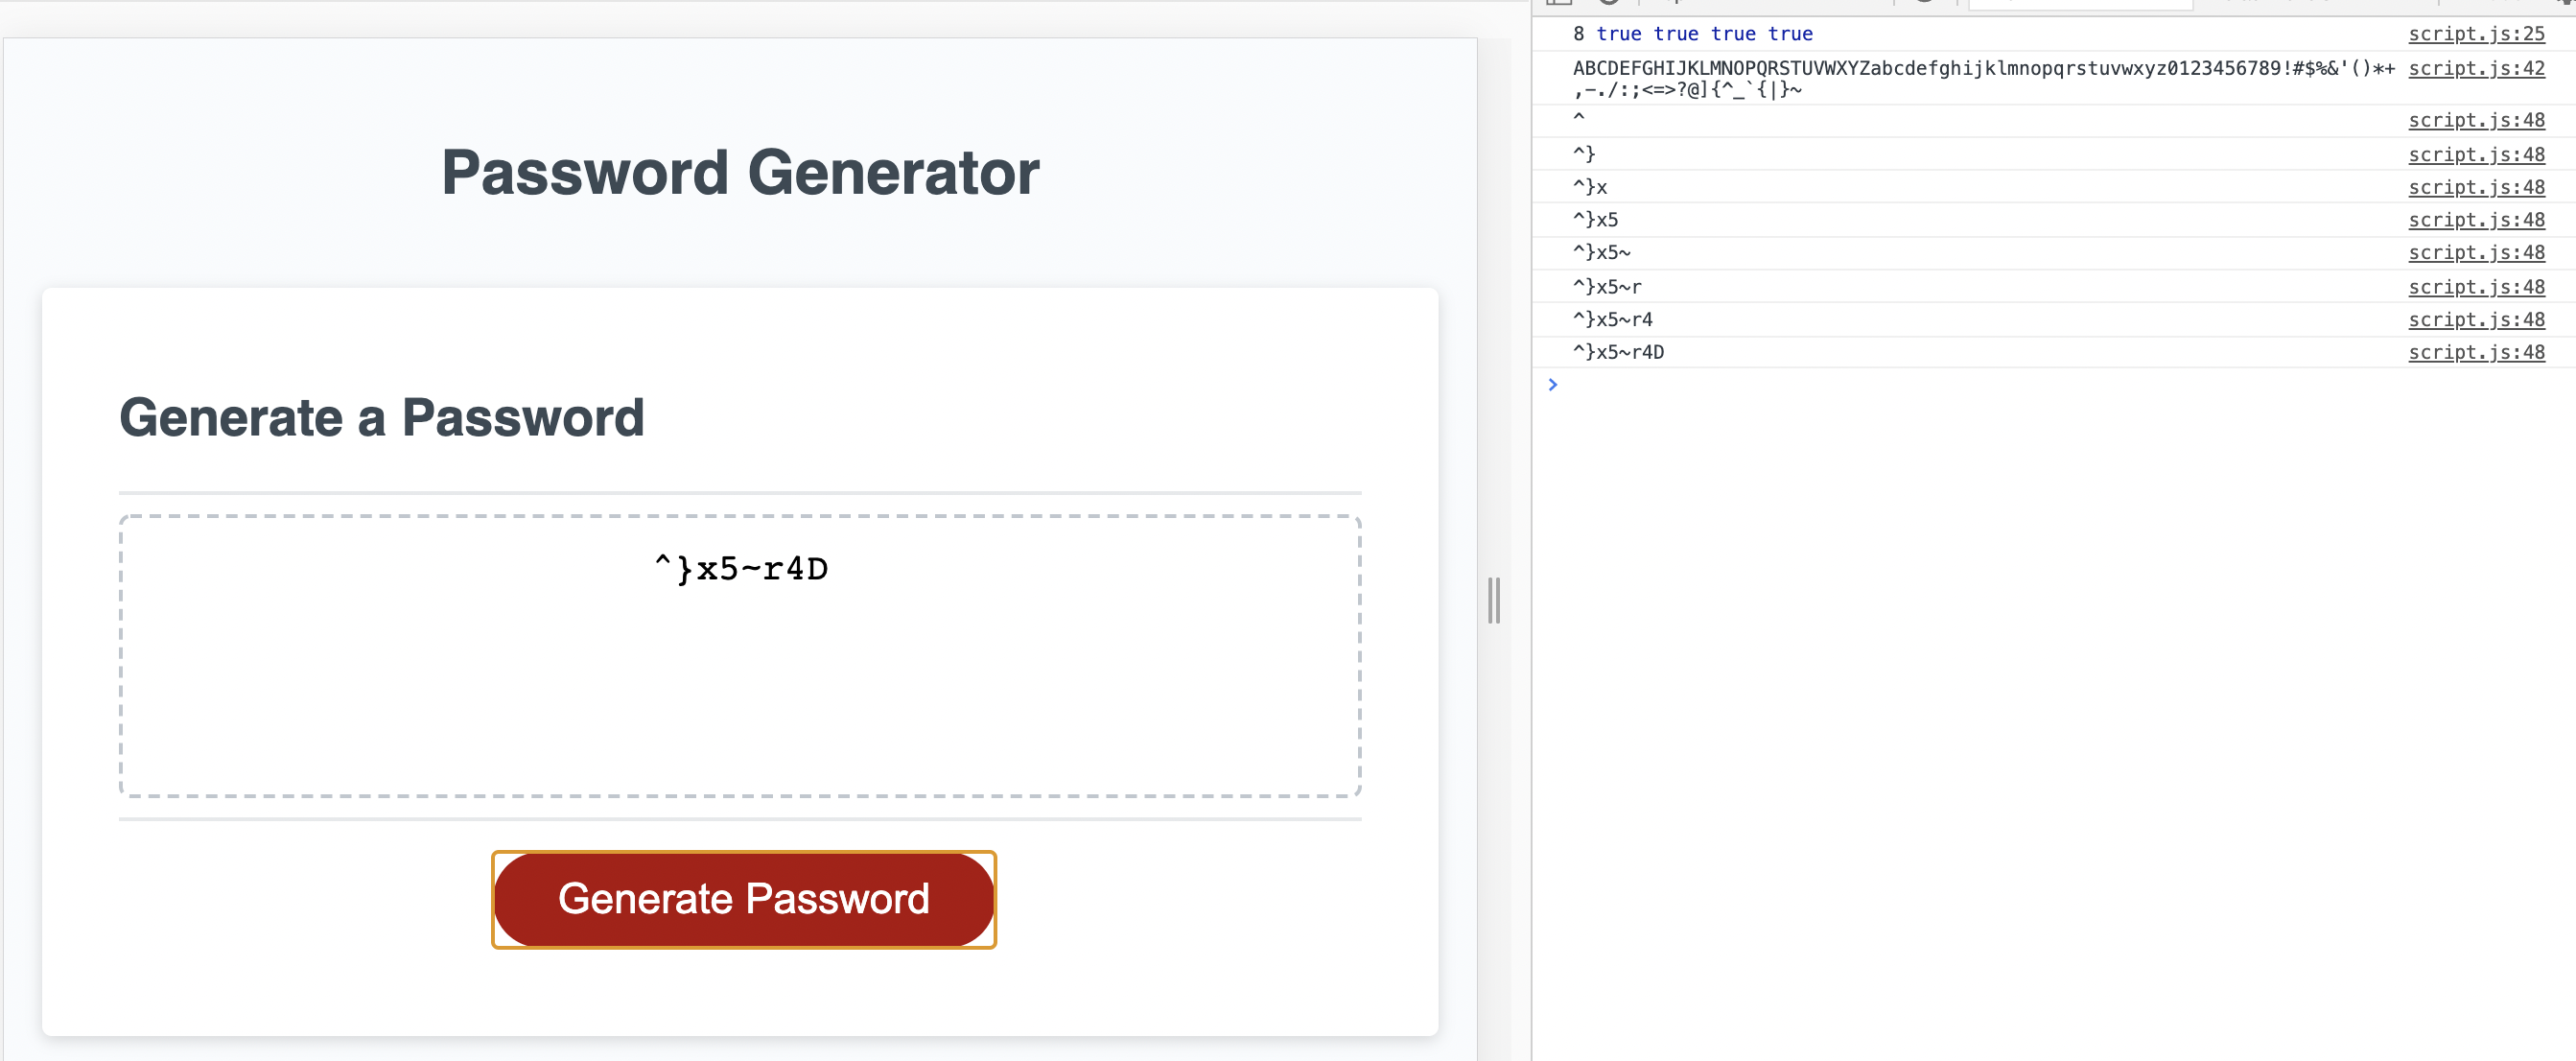 Password Generator
Generate a Password
^}x5~r4D
Generate Password
8 true true true true script.js:25
ABCDEFGHIJKLMNOPQRSTUVWXYZabcdefghijklmnopqrstuvwxyz0123456789!#$%&'()*+ script.js:42
,-./:;<=>?@]{^_`{|}~
^ script.js:48
^} script.js:48
^}x script.js:48
^}x5 script.js:48
^}x5~ script.js:48
^}x5~r script.js:48
^}x5~r4 script.js:48
^}x5~r4D script.js:48